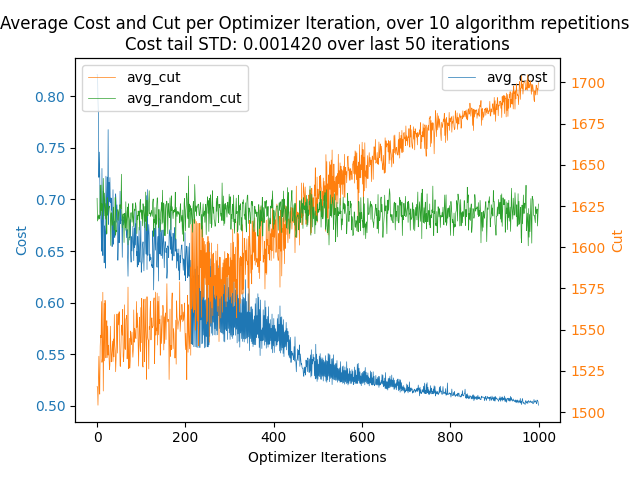 Average Cost and Cut per Optimizer Iteration, over 10 algorithm repetitions
Cost tail STD: 0.001420 over last 50 iterations
avg_cut
avg_random_cut
avg_cost
0.80
0.75
0.70
0.65
0.60
0.55
0.50
Cost
1700
1675
1650
1625
1600
1575
1550
1525
1500
Cut
0 200 400 600 800 1000
Optimizer Iterations